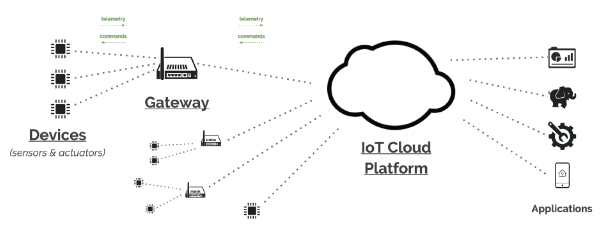 telemetry
commands
telemetry
commands
Gateway
Devices
(sensors & actuators)
IoT Cloud
Platform
Applications